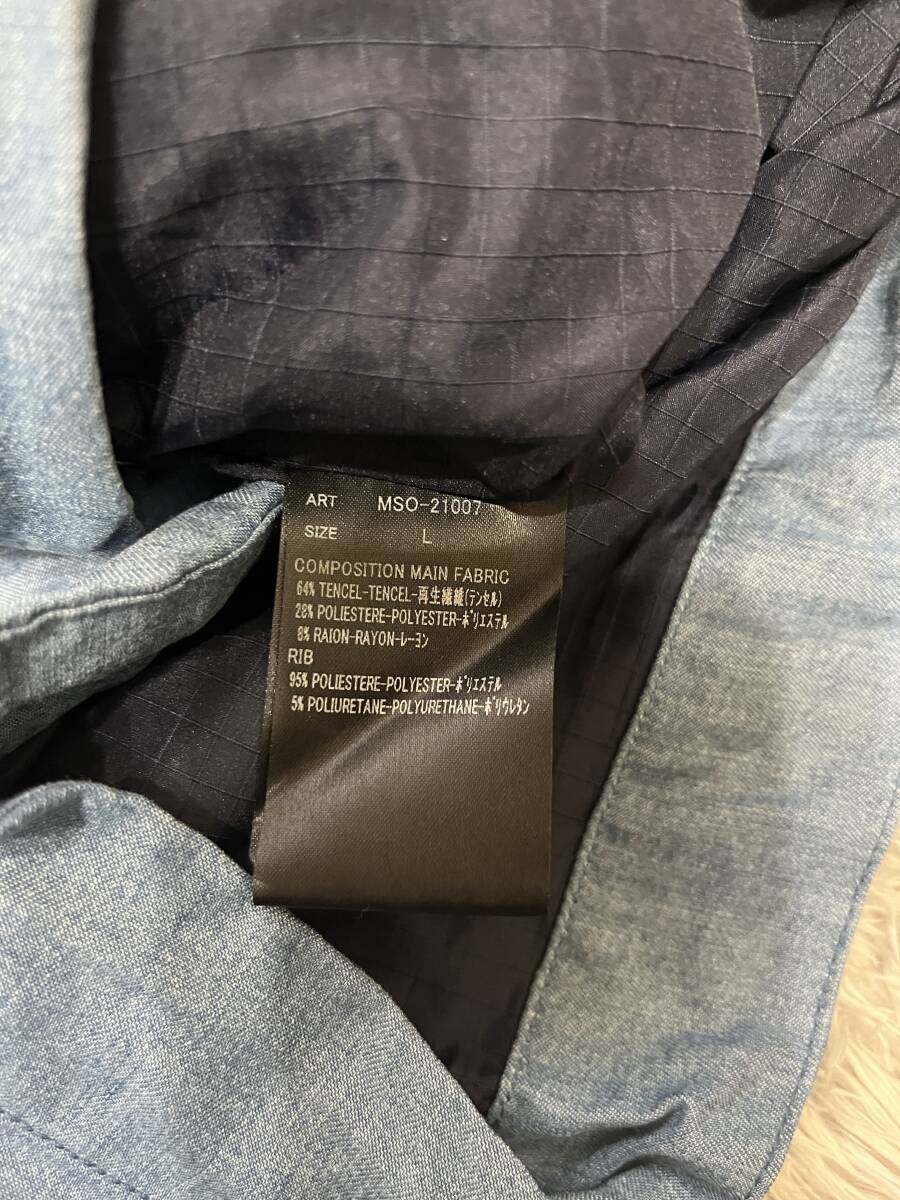 ART MSO-21007
SIZE L
COMPOSITION MAIN FABRIC
64% TENCEL-TENCEL-再生繊維(テンセル)
28% POLIESTERE-POLYESTER-ポリエステル
8% RAION-RAYON-レーヨン
RIB
95% POLIESTERE-POLYESTER-ポリエステル
5% POLIURETANE-POLYURETHANE-ポリウレタン